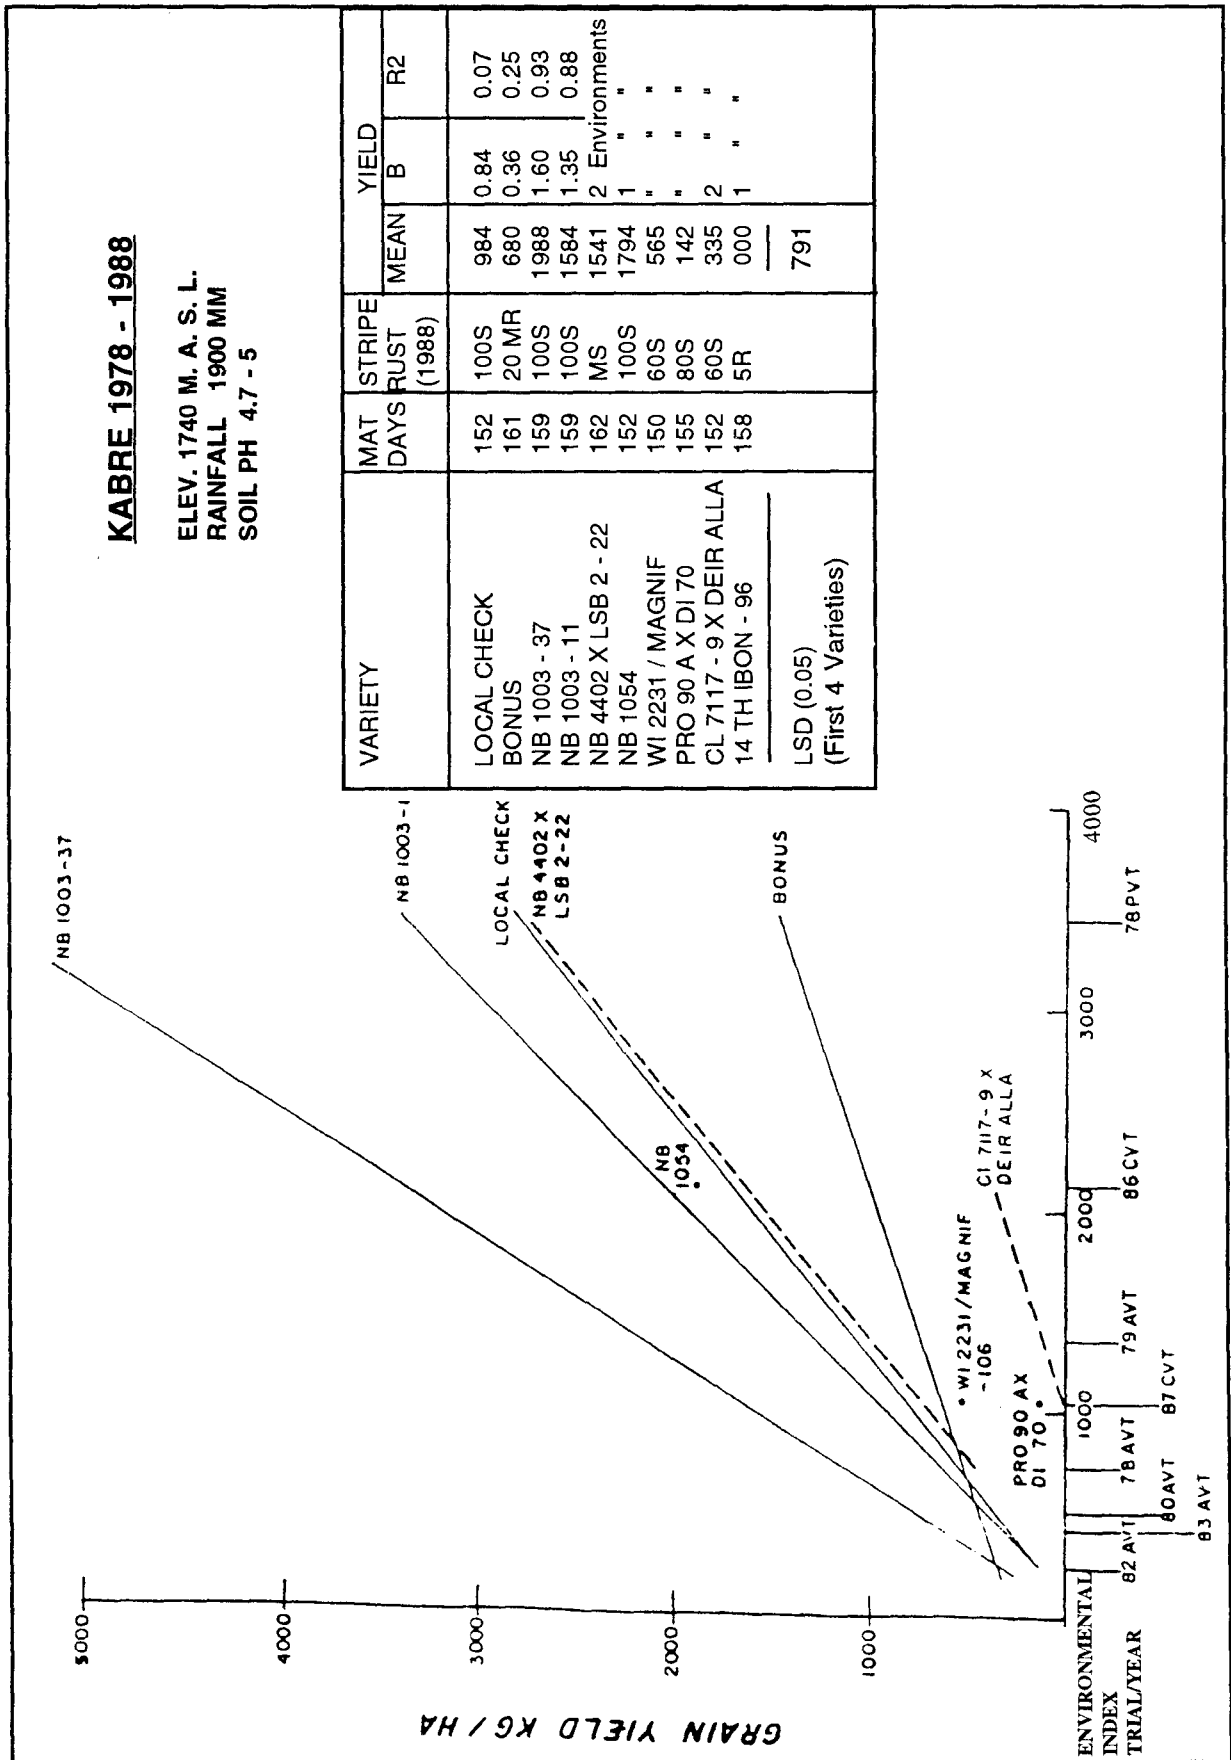 KABRE 1978 - 1988
ELEV. 1740 M. A. S. L.
RAINFALL 1900 MM
SOIL PH 4.7 - 5
VARIETY MAT DAYS STRIPE RUST (1988) YIELD
MEAN B R2
LOCAL CHECK 152 100S 984 0.84 0.07
BONUS 161 20 MR 680 0.36 0.25
NB 1003 - 37 159 100S 1988 1.60 0.93
NB 1003 - 11 159 100S 1584 1.35 0.88
NB 4402 X LSB 2 - 22 162 MS 1541 2 Environments
NB 1054 152 100S 1794 1 " "
WI 2231 / MAGNIF 150 60S 565 " " "
PRO 90 A X DI 70 155 80S 142 " " "
CL 7117 - 9 X DEIR ALLA 152 60S 335 2 " "
14 TH IBON - 96 158 5R 000 1 " "
LSD (0.05) 791
(First 4 Varieties)
GRAIN YIELD KG / HA
5000
4000
3000
2000
1000
NB 1003-37
NB 1003-1
LOCAL CHECK
NB 4402 X
LSB 2-22
NB
1054
BONUS
WI 2231/MAGNIF
-106
PRO 90 AX
DI 70
C1 7117-9 X
DEIR ALLA
ENVIRONMENTAL
INDEX
1000 2000 3000 4000
TRIAL/YEAR
82 AVT 78 AVT 79 AVT 86 CVT 78 PVT
80 AVT 87 CVT
83 AVT